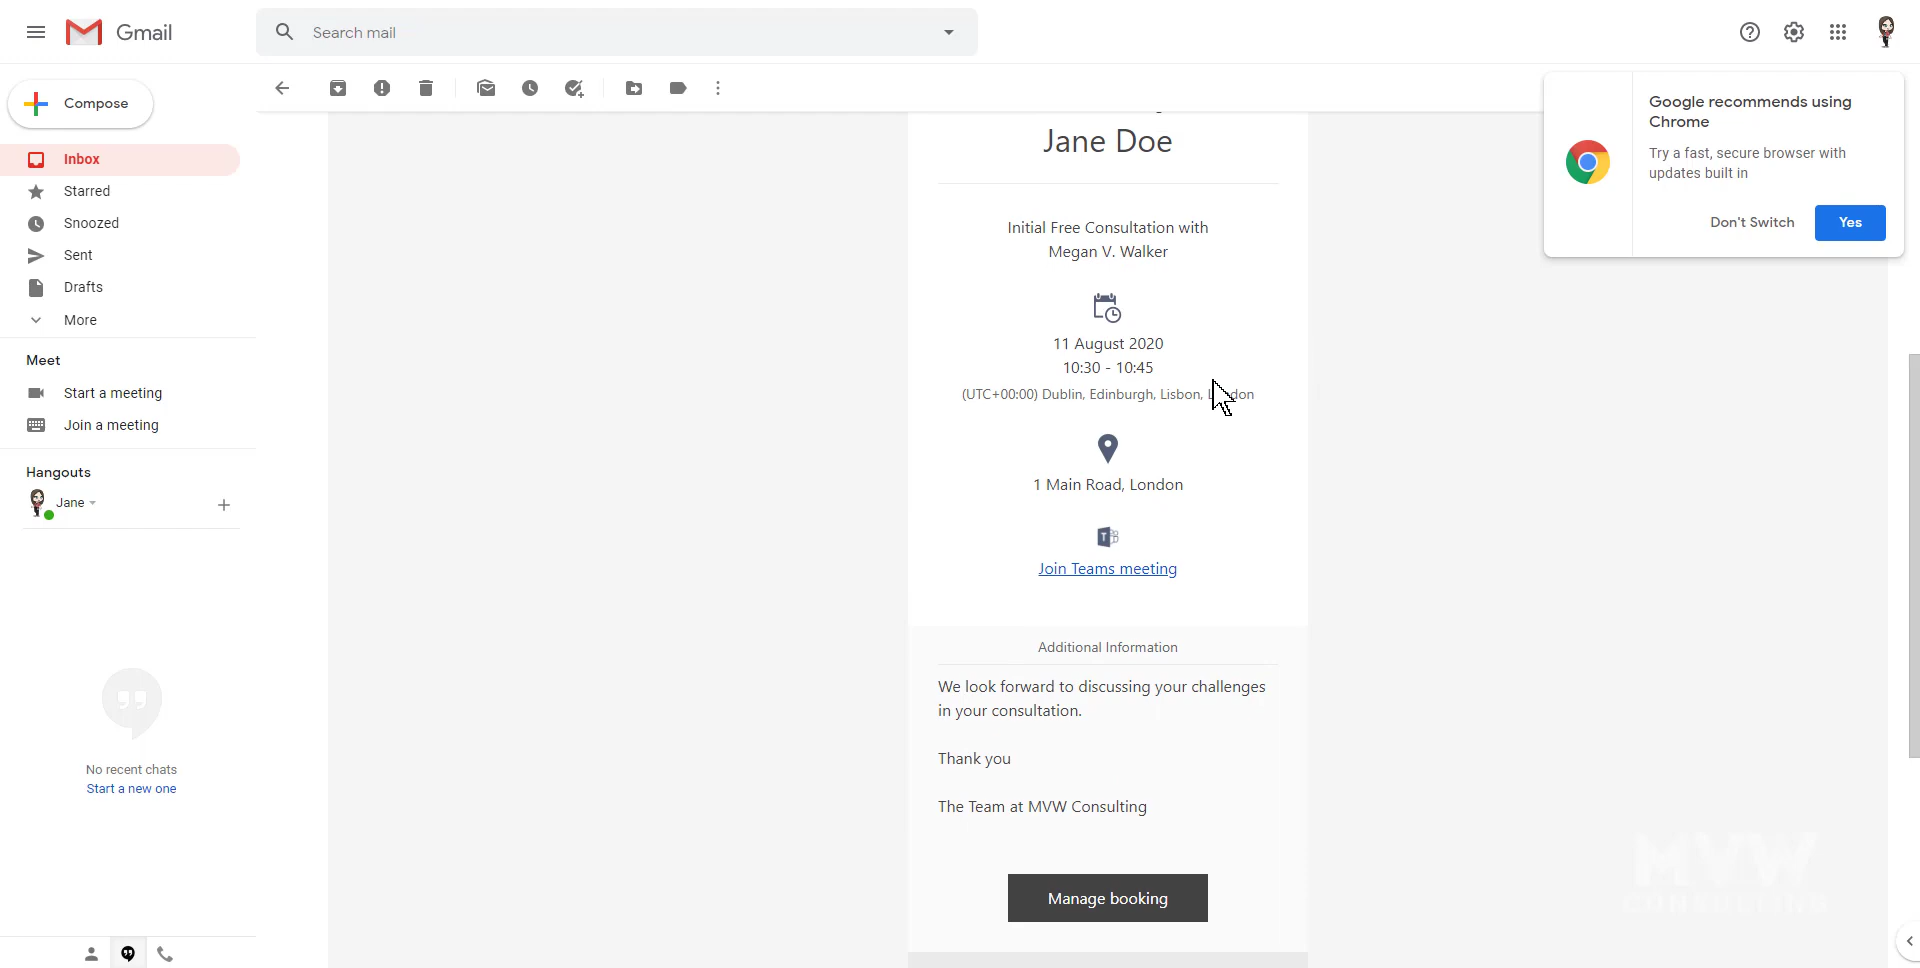 Gmail
Search mail
Compose
Inbox
Starred
Snoozed
Sent
Drafts
More
Meet
Start a meeting
Join a meeting
Hangouts
Jane
No recent chats
Start a new one
Jane Doe
Initial Free Consultation with
Megan V. Walker
11 August 2020
10:30 - 10:45
(UTC+00:00) Dublin, Edinburgh, Lisbon, London
1 Main Road, London
Join Teams meeting
Additional Information
We look forward to discussing your challenges
in your consultation.
Thank you
The Team at MVW Consulting
Manage booking
Google recommends using
Chrome
Try a fast, secure browser with
updates built in
Don't Switch
Yes
MVW
CONSULTING